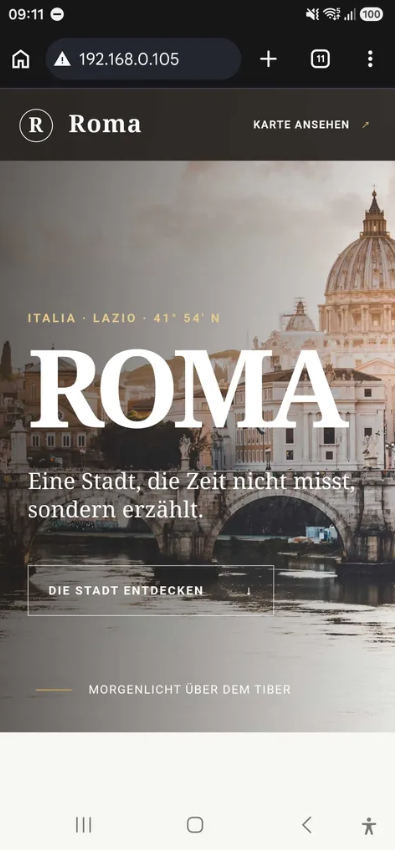 09:11
100
192.168.0.105
11
R Roma
KARTE ANSEHEN ↗
ITALIA · LAZIO · 41° 54' N
ROMA
Eine Stadt, die Zeit nicht misst,
sondern erzählt.
DIE STADT ENTDECKEN ↓
MORGENLICHT ÜBER DEM TIBER